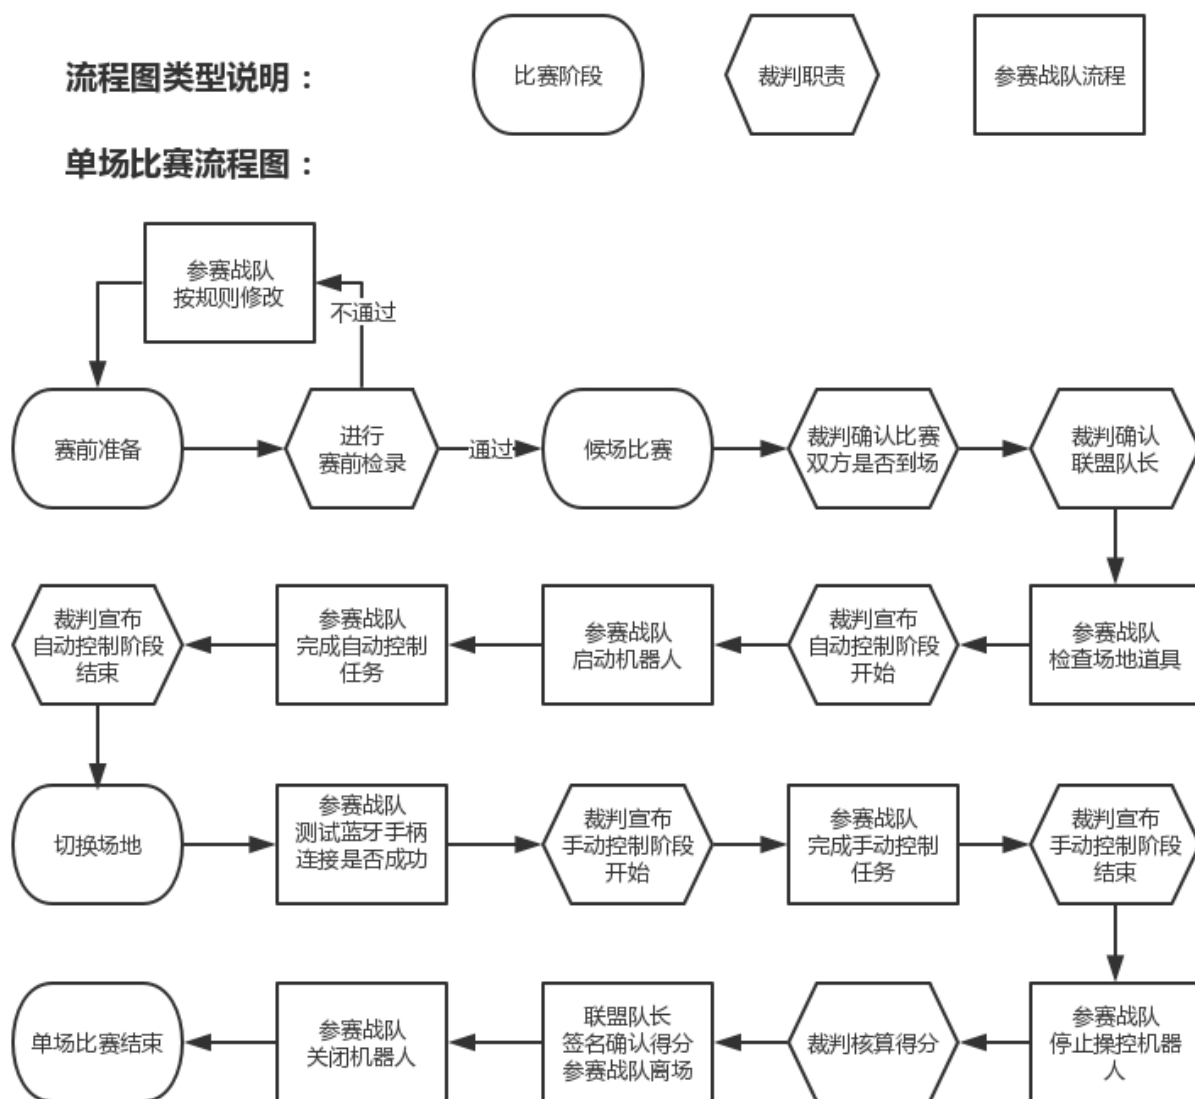 流程图类型说明：
比赛阶段
裁判职责
参赛战队流程
单场比赛流程图：
参赛战队
按规则修改
不通过
赛前准备
进行
赛前检录
通过
候场比赛
裁判确认比赛
双方是否到场
裁判确认
联盟队长
裁判宣布
自动控制阶段
结束
参赛战队
完成自动控制
任务
参赛战队
启动机器人
裁判宣布
自动控制阶段
开始
参赛战队
检查场地道具
切换场地
参赛战队
测试蓝牙手柄
连接是否成功
裁判宣布
手动控制阶段
开始
参赛战队
完成手动控制
任务
裁判宣布
手动控制阶段
结束
单场比赛结束
参赛战队
关闭机器人
联盟队长
签名确认得分
参赛战队离场
裁判核算得分
参赛战队
停止操控机器
人